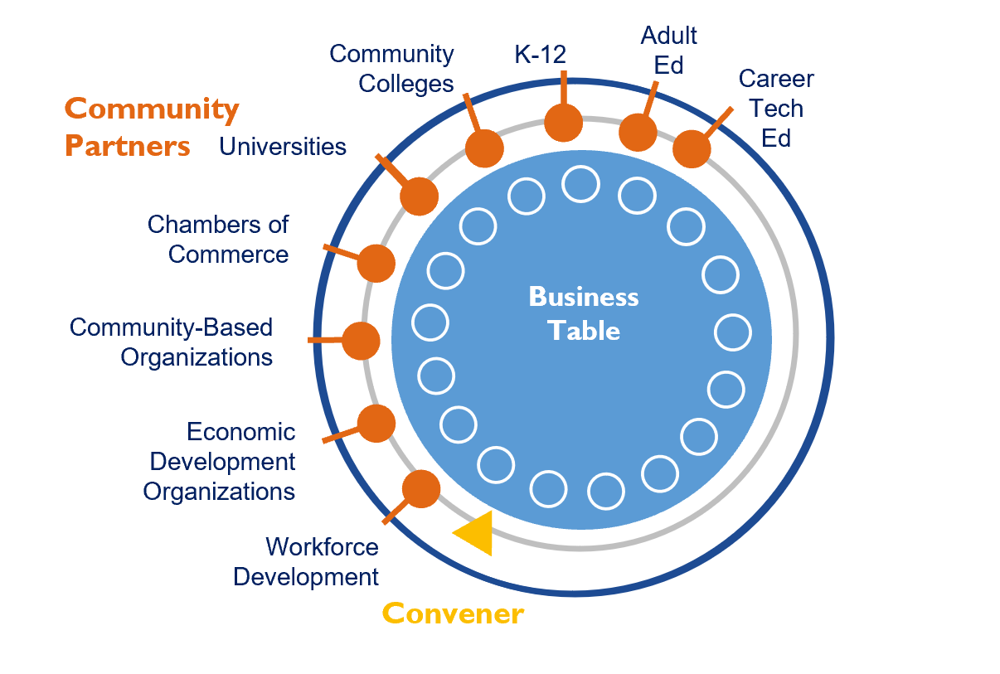 Adult
Ed
K-12
Community
Colleges
Career
Tech
Ed
Community
Partners
Universities
Chambers of
Commerce
Business
Table
Community-Based
Organizations
Economic
Development
Organizations
Workforce
Development
Convener